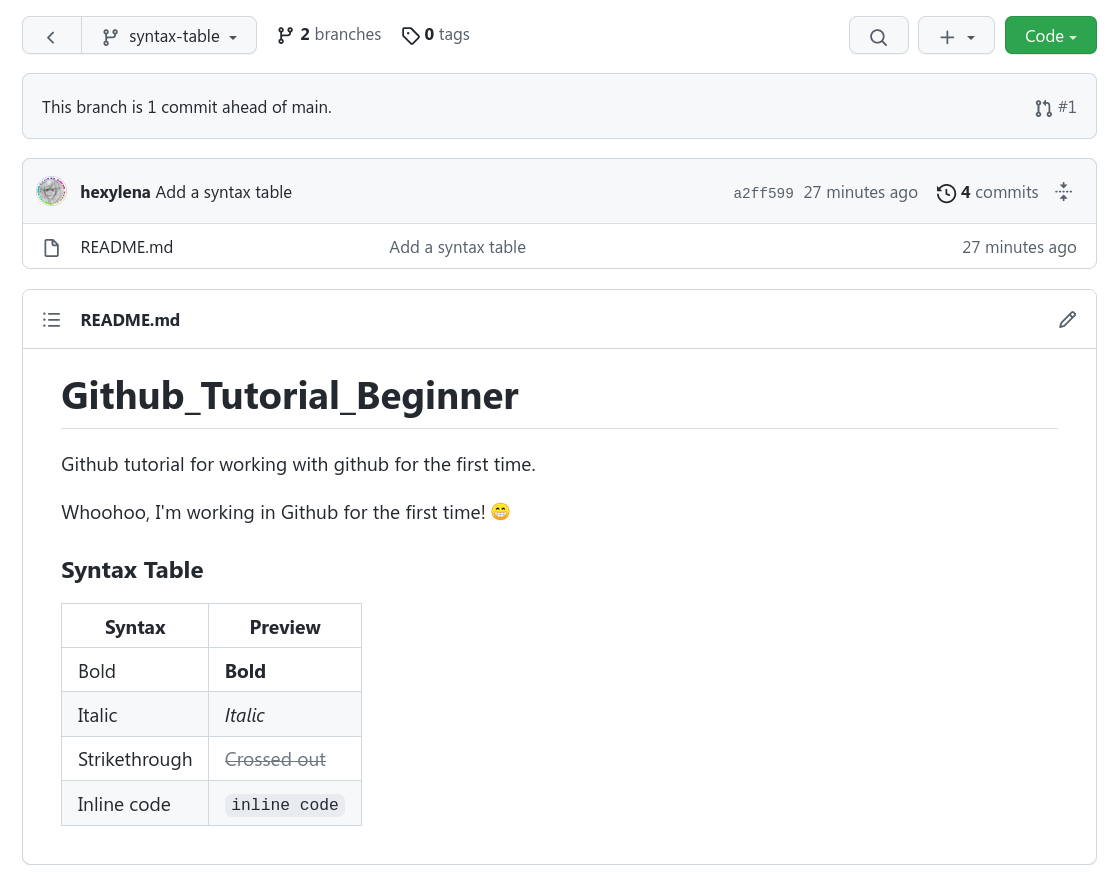 syntax-table 2 branches 0 tags Code
This branch is 1 commit ahead of main. #1
hexylena Add a syntax table a2ff599 27 minutes ago 4 commits
README.md Add a syntax table 27 minutes ago
README.md
Github_Tutorial_Beginner
Github tutorial for working with github for the first time.
Whoohoo, I'm working in Github for the first time! 😁
Syntax Table
Syntax Preview
Bold Bold
Italic Italic
Strikethrough Crossed out
Inline code inline code